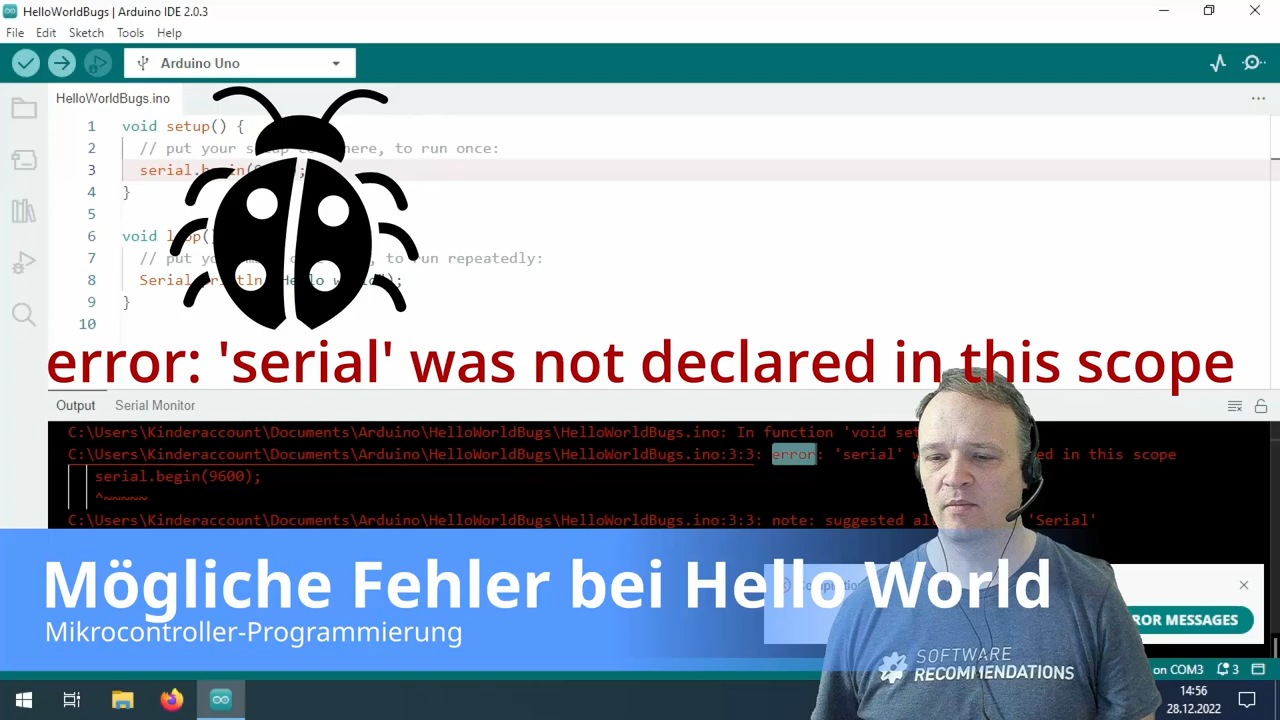 HelloWorldBugs | Arduino IDE 2.0.3
File Edit Sketch Tools Help
Arduino Uno
HelloWorldBugs.ino
1 void setup() {
2 // put your setup here, to run once:
3 serial.begin(
4 }
5
6 void loop()
7 // put your to run repeatedly:
8 Serial
9 }
10
error: 'serial' was not declared in this scope
Output Serial Monitor
C:\Users\Kinderaccount\Documents\Arduino\HelloWorldBugs\HelloWorldBugs.ino: In function 'void
C:\Users\Kinderaccount\Documents\Arduino\HelloWorldBugs\HelloWorldBugs.ino:3:3: error: 'serial' in this scope
serial.begin(9600);
^~~~~~
C:\Users\Kinderaccount\Documents\Arduino\HelloWorldBugs\HelloWorldBugs.ino:3:3: note: suggested 'Serial'
Mögliche Fehler bei Hello World
Mikrocontroller-Programmierung
MESSAGES
SOFTWARE
RECOMMENDATIONS
on COM3 3
14:56
28.12.2022